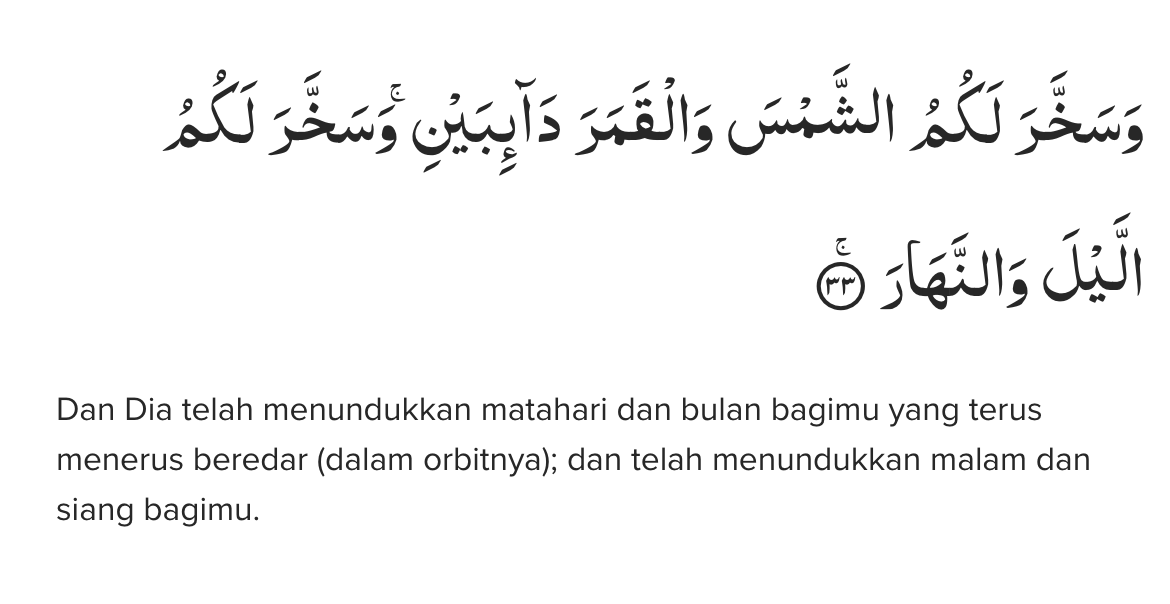 وَسَخَّرَ لَكُمُ الشَّمْسَ وَالْقَمَرَ دَاۤىِٕبَيْنِۚ وَسَخَّرَ لَكُمُ
الَّيْلَ وَالنَّهَارَ ۚ ٣٣
Dan Dia telah menundukkan matahari dan bulan bagimu yang terus
menerus beredar (dalam orbitnya); dan telah menundukkan malam dan
siang bagimu.